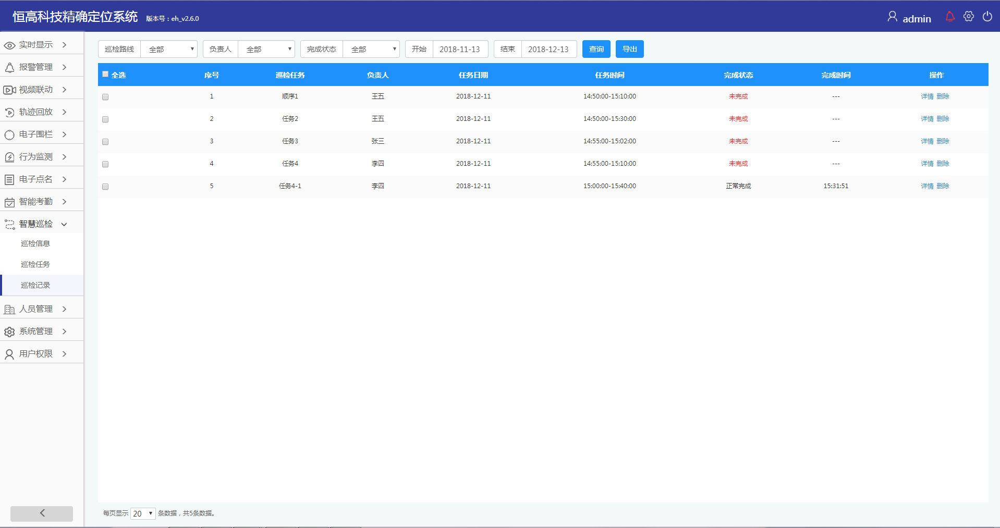 恒高科技精确定位系统 版本号：eh_v2.6.0
admin
实时显示
报警管理
视频联动
轨迹回放
电子围栏
行为监测
电子点名
智能考勤
智慧巡检
巡检信息
巡检任务
巡检记录
人员管理
系统管理
用户权限
巡检路线 全部 负责人 全部 完成状态 全部 开始 2018-11-13 结束 2018-12-13 查询 导出
全选 序号 巡检任务 负责人 任务日期 任务时间 完成状态 完成时间 操作
1 顺序1 王五 2018-12-11 14:50:00-15:10:00 未完成 --- 详情 删除
2 任务2 王五 2018-12-11 14:50:00-15:30:00 未完成 --- 详情 删除
3 任务3 张三 2018-12-11 14:55:00-15:02:00 未完成 --- 详情 删除
4 任务4 李四 2018-12-11 14:55:00-15:10:00 未完成 --- 详情 删除
5 任务4-1 李四 2018-12-11 15:00:00-15:40:00 正常完成 15:31:51 详情 删除
每页显示 20 条数据，共5条数据。